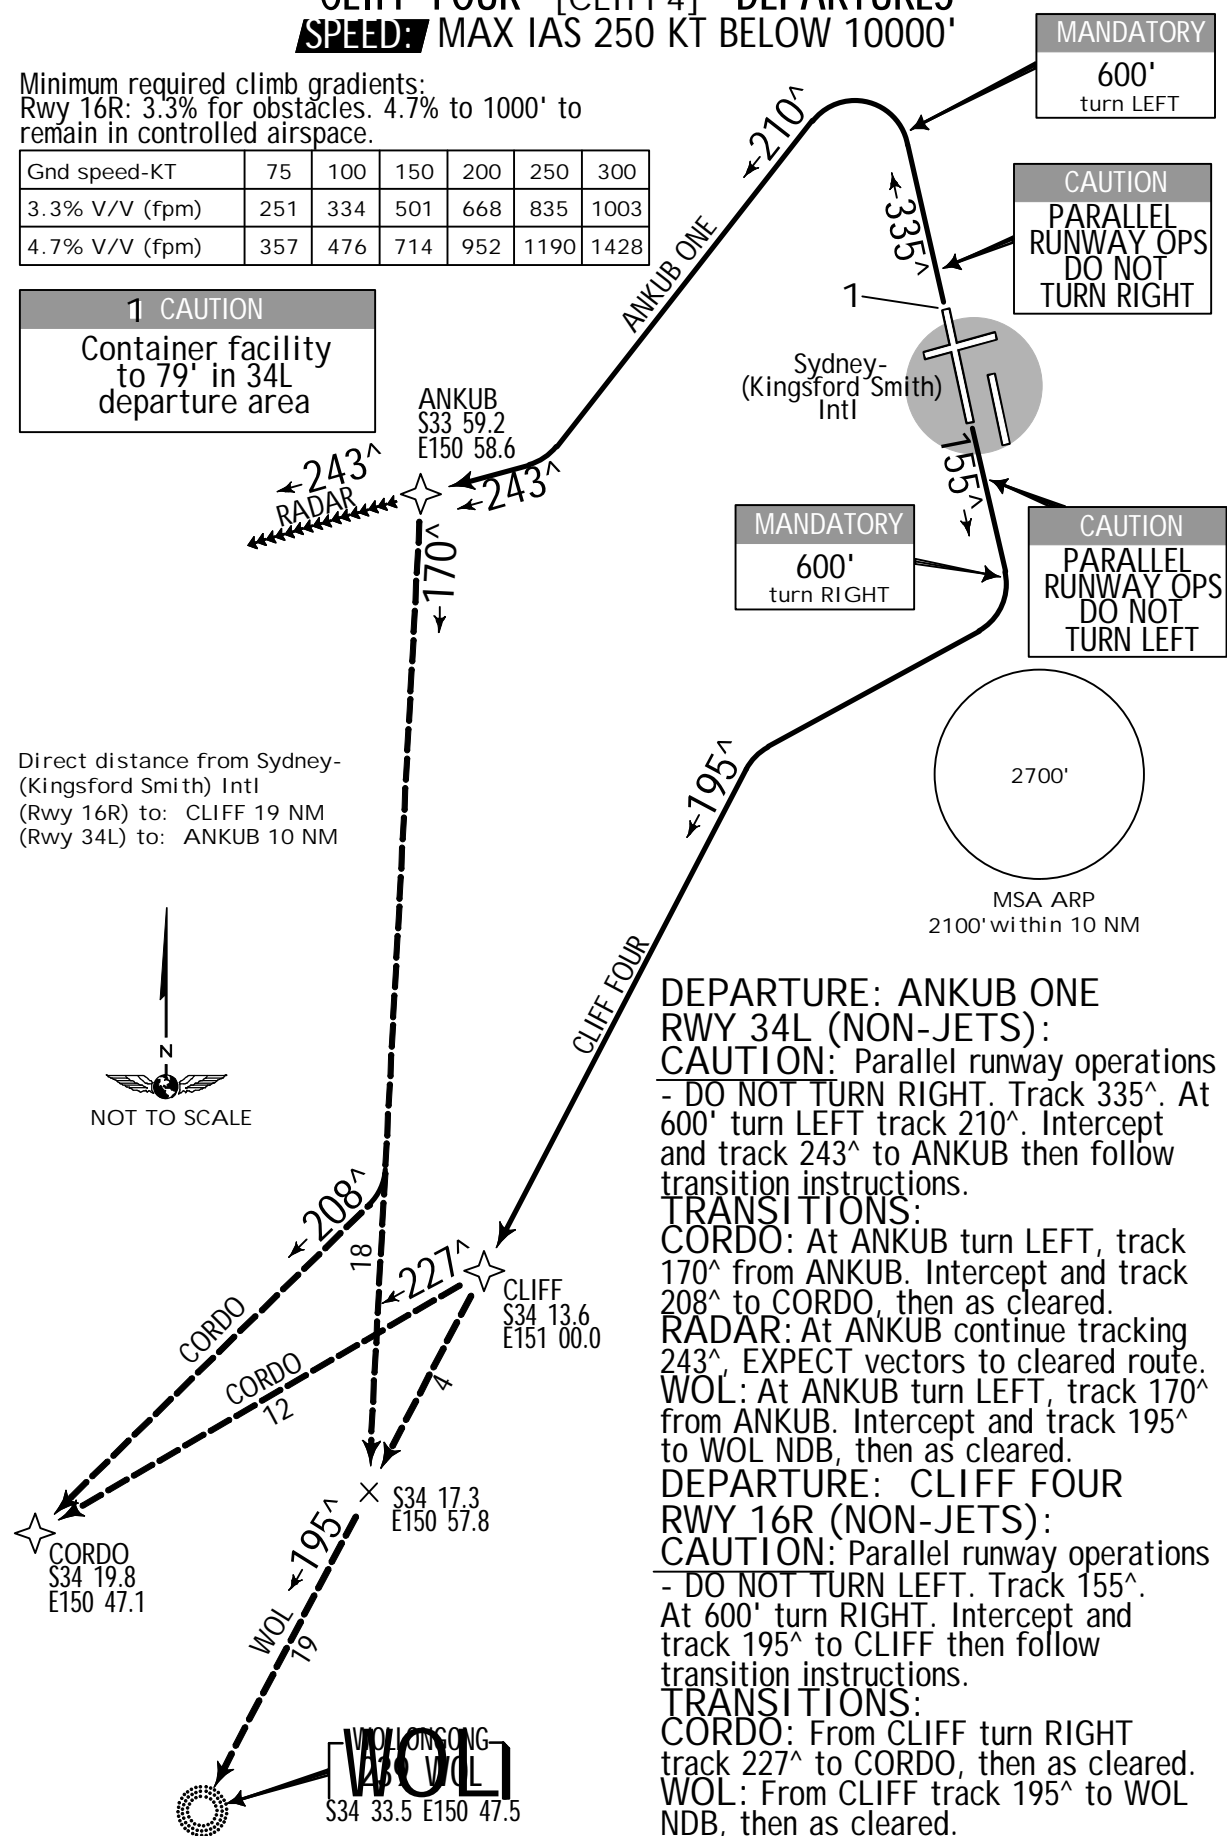 CLIFF FOUR [CLIFF4] DEPARTURES
SPEED: MAX IAS 250 KT BELOW 10000'
Minimum required climb gradients:
Rwy 16R: 3.3% for obstacles. 4.7% to 1000' to
remain in controlled airspace.
Gnd speed-KT 75 100 150 200 250 300
3.3% V/V (fpm) 251 334 501 668 835 1003
4.7% V/V (fpm) 357 476 714 952 1190 1428
1 CAUTION
Container facility
to 79' in 34L
departure area
MANDATORY
600'
turn LEFT
CAUTION
PARALLEL
RUNWAY OPS
DO NOT
TURN RIGHT
210^
335^
ANKUB ONE
1
Sydney-
(Kingsford Smith)
Intl
155^
ANKUB
S33 59.2
E150 58.6
243^
RADAR
243^
170^
MANDATORY
600'
turn RIGHT
CAUTION
PARALLEL
RUNWAY OPS
DO NOT
TURN LEFT
2700'
MSA ARP
2100' within 10 NM
Direct distance from Sydney-
(Kingsford Smith) Intl
(Rwy 16R) to: CLIFF 19 NM
(Rwy 34L) to: ANKUB 10 NM
195^
CLIFF FOUR
N
NOT TO SCALE
208^
18
227^
CLIFF
S34 13.6
E151 00.0
CORDO
CORDO
12
4
S34 17.3
E150 57.8
CORDO
S34 19.8
E150 47.1
195^
WOL
19
WOLLONGONG
239 WOL
WOL
S34 33.5 E150 47.5
DEPARTURE: ANKUB ONE
RWY 34L (NON-JETS):
CAUTION: Parallel runway operations
- DO NOT TURN RIGHT. Track 335^. At
600' turn LEFT track 210^. Intercept
and track 243^ to ANKUB then follow
transition instructions.
TRANSITIONS:
CORDO: At ANKUB turn LEFT, track
170^ from ANKUB. Intercept and track
208^ to CORDO, then as cleared.
RADAR: At ANKUB continue tracking
243^, EXPECT vectors to cleared route.
WOL: At ANKUB turn LEFT, track 170^
from ANKUB. Intercept and track 195^
to WOL NDB, then as cleared.
DEPARTURE: CLIFF FOUR
RWY 16R (NON-JETS):
CAUTION: Parallel runway operations
- DO NOT TURN LEFT. Track 155^.
At 600' turn RIGHT. Intercept and
track 195^ to CLIFF then follow
transition instructions.
TRANSITIONS:
CORDO: From CLIFF turn RIGHT
track 227^ to CORDO, then as cleared.
WOL: From CLIFF track 195^ to WOL
NDB, then as cleared.